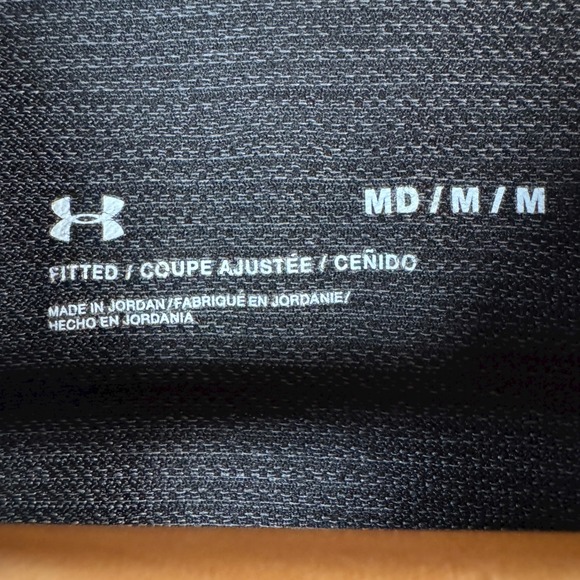 MD / M / M
FITTED / COUPE AJUSTÉE / CEÑIDO
MADE IN JORDAN/FABRIQUÉ EN JORDANIE/
HECHO EN JORDANIA